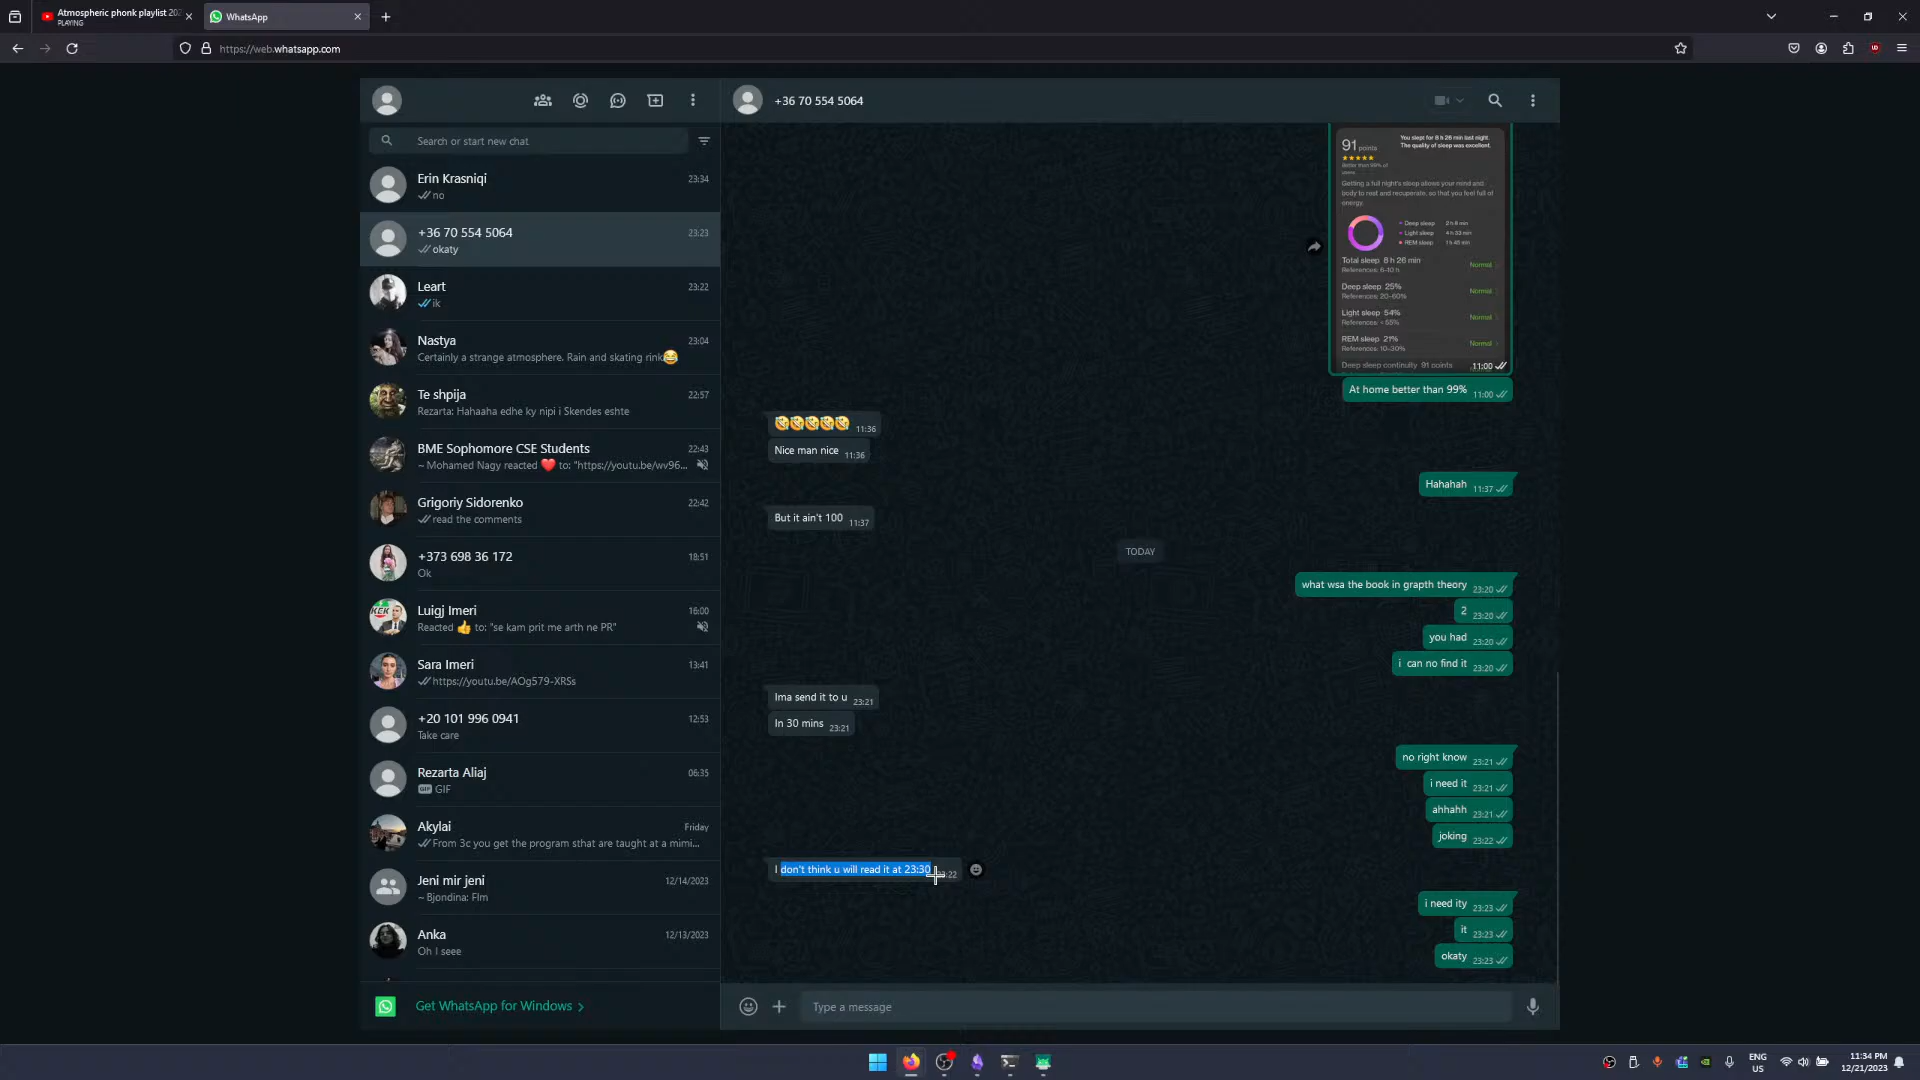 Atmospheric phonk playlist 202
PLAYING
WhatsApp
https://web.whatsapp.com
Search or start new chat
Erin Krasniqi
23:34
no
+36 70 554 5064
23:23
okaty
Leart
23:22
ik
Nastya
23:04
Certainly a strange atmosphere. Rain and skating rink😂
Te shpija
22:57
Rezarta: Hahaaha edhe ky nipi i Skendes eshte
BME Sophomore CSE Students
22:43
~ Mohamed Nagy reacted ❤️ to: "https://youtu.be/wv96...
Grigoriy Sidorenko
22:42
read the comments
+373 698 36 172
18:51
Ok
Luigj Imeri
16:00
Reacted 👍 to: "se kam prit me arth ne PR"
Sara Imeri
13:41
https://youtu.be/AOg579-XRSs
+20 101 996 0941
12:53
Take care
Rezarta Aliaj
06:35
GIF
Akylai
Friday
From 3c you get the program sthat are taught at a mimi...
Jeni mir jeni
12/14/2023
~ Bjondina: Flm
Anka
12/13/2023
Oh I seee
Get WhatsApp for Windows
+36 70 554 5064
91 points
You slept for 8 h 26 min last night.
The quality of sleep was excellent.
Better than 99% of
Getting a full night's sleep allows your mind and
body to rest and recuperate, so that you feel full of
energy.
Deep sleep 2 h 8 min
Light sleep 4 h 33 min
REM sleep 1 h 45 min
Total sleep 8 h 26 min
Normal
References: 6-10 h
Deep sleep 25%
Normal
References: 20-60%
Light sleep 54%
Normal
References: < 55%
REM sleep 21%
Normal
References: 10-30%
Deep sleep continuity 91 points
11:00
At home better than 99% 11:00
🤣🤣🤣🤣🤣 11:36
Nice man nice 11:36
Hahahah 11:37
But it ain't 100 11:37
TODAY
what wsa the book in grapth theory 23:20
2 23:20
you had 23:20
i can no find it 23:20
Ima send it to u 23:21
In 30 mins 23:21
no right know 23:21
i need it 23:21
ahhahh 23:21
joking 23:22
I don't think u will read it at 23:30 23:22
i need ity 23:23
it 23:23
okaty 23:23
Type a message
ENG
US
11:34 PM
12/21/2023